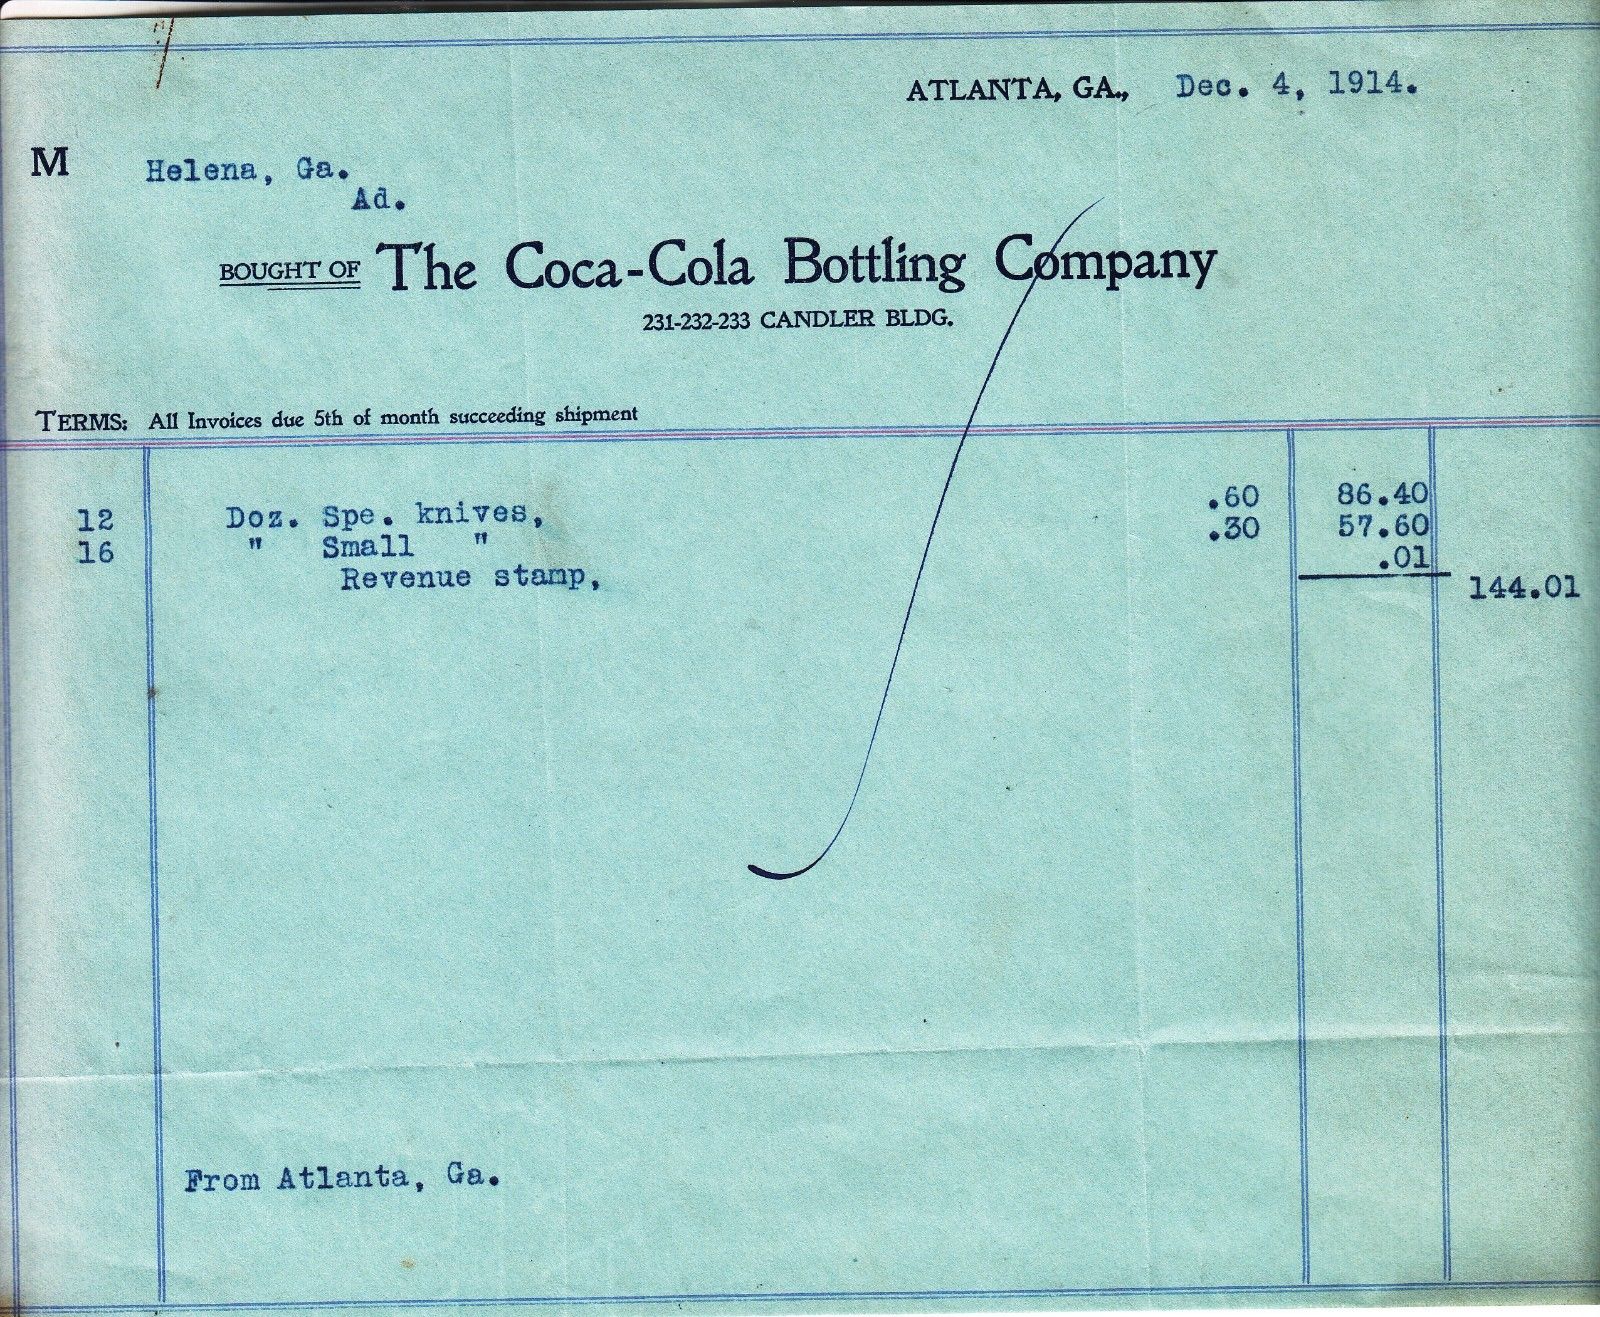 ATLANTA, GA., Dec. 4, 1914.
M Helena, Ga.
Ad.
BOUGHT OF The Coca-Cola Bottling Company
231-232-233 CANDLER BLDG.
TERMS: All Invoices due 5th of month succeeding shipment
12 Doz. Spe. knives, .60 86.40
16 " Small " .30 57.60
Revenue stamp, .01
144.01
From Atlanta, Ga.